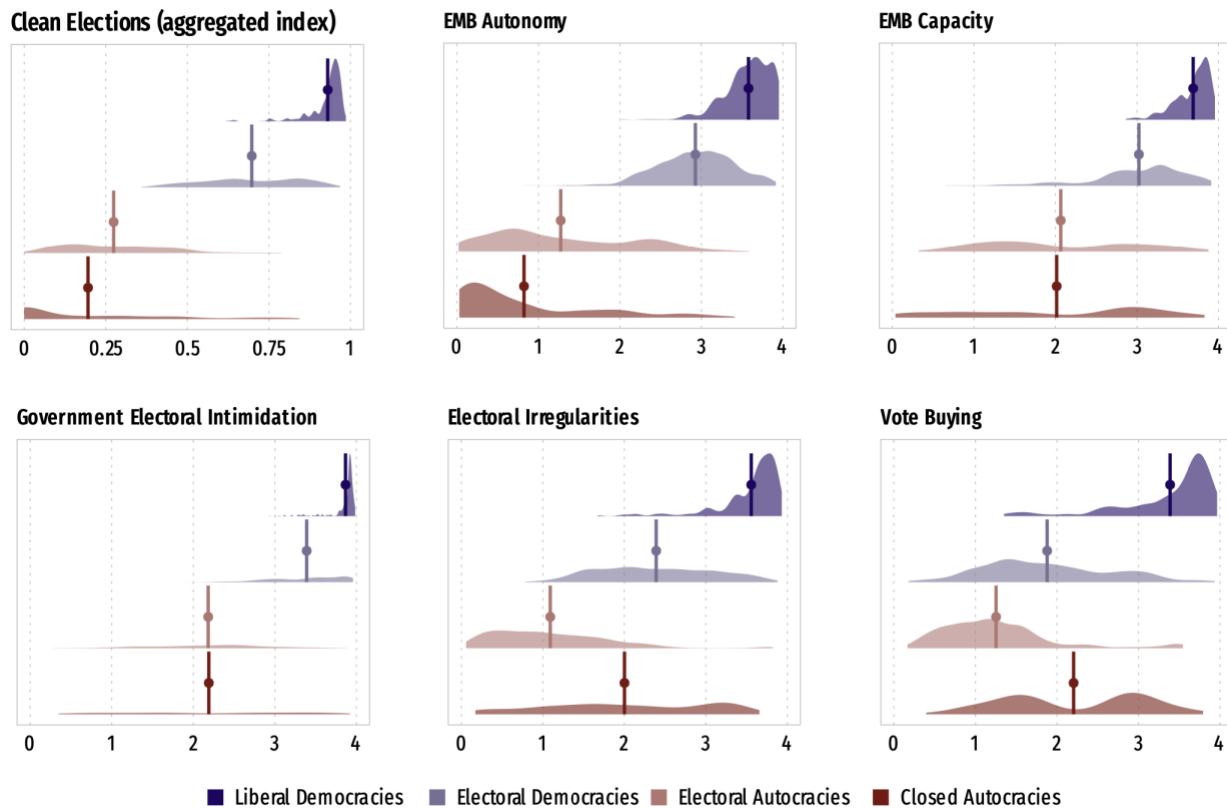 Clean Elections (aggregated index)
EMB Autonomy
EMB Capacity
0 0.25 0.5 0.75 1
0 1 2 3 4
0 1 2 3 4
Government Electoral Intimidation
Electoral Irregularities
Vote Buying
0 1 2 3 4
0 1 2 3 4
0 1 2 3 4
Liberal Democracies Electoral Democracies Electoral Autocracies Closed Autocracies